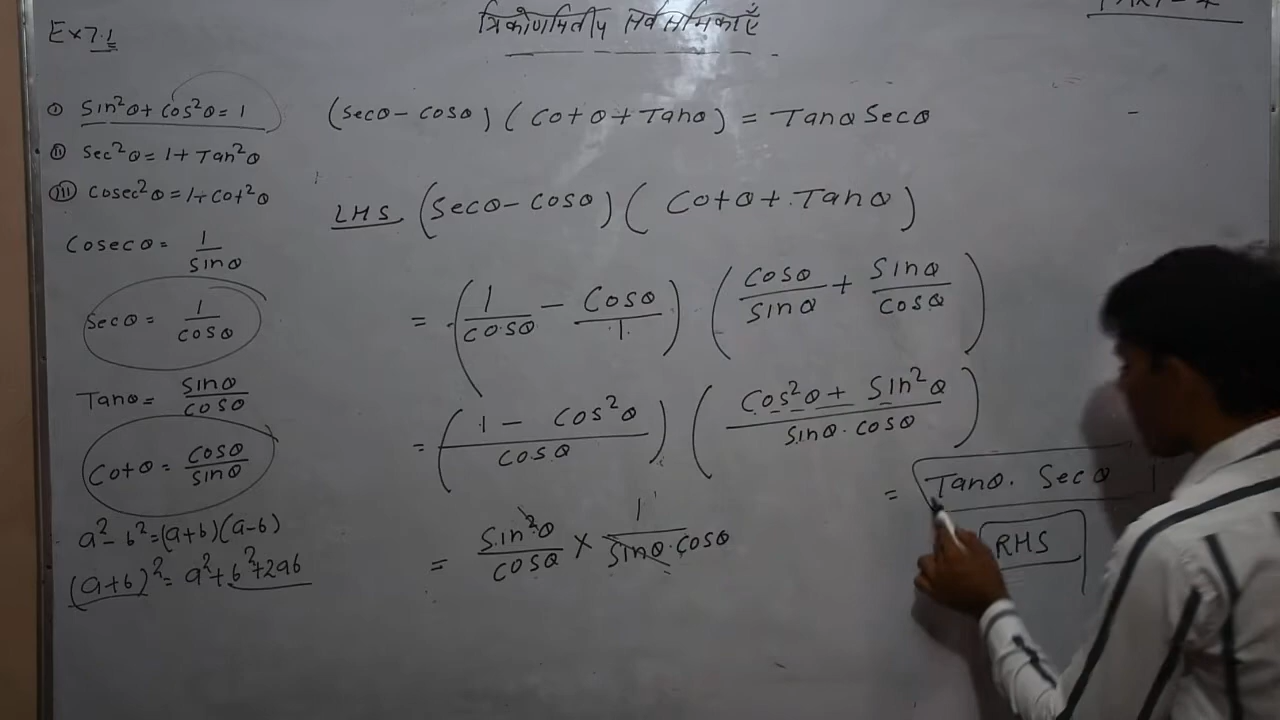 Ex 7.1
त्रिकोणमितीय सर्वसमिकाएँ
(i) Sin²θ + Cos²θ = 1
(ii) Sec²θ = 1 + Tan²θ
(iii) Cosec²θ = 1 + Cot²θ
Cosecθ = 1/sinθ
Secθ = 1/cosθ
Tanθ = sinθ/cosθ
Cotθ = cosθ/sinθ
a² - b² = (a+b)(a-b)
(a+b)² = a² + b² + 2ab
(Secθ - cosθ) (Cotθ + Tanθ) = Tanθ Secθ
LHS (Secθ - cosθ) (Cotθ + Tanθ)
= (1/cosθ - Cosθ/1) (Cosθ/Sinθ + Sinθ/Cosθ)
= ((1 - Cos²θ)/cosθ) ((Cos²θ + Sin²θ)/(Sinθ . Cosθ))
= Sin²θ/cosθ × 1/(Sinθ . Cosθ)
= Tanθ . Secθ
RHS